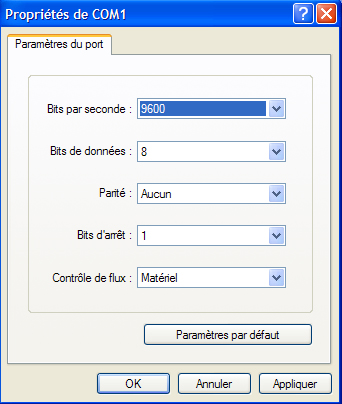 Propriétés de COM1
Paramètres du port
Bits par seconde : 9600
Bits de données : 8
Parité : Aucun
Bits d'arrêt : 1
Contrôle de flux : Matériel
Paramètres par défaut
OK Annuler Appliquer